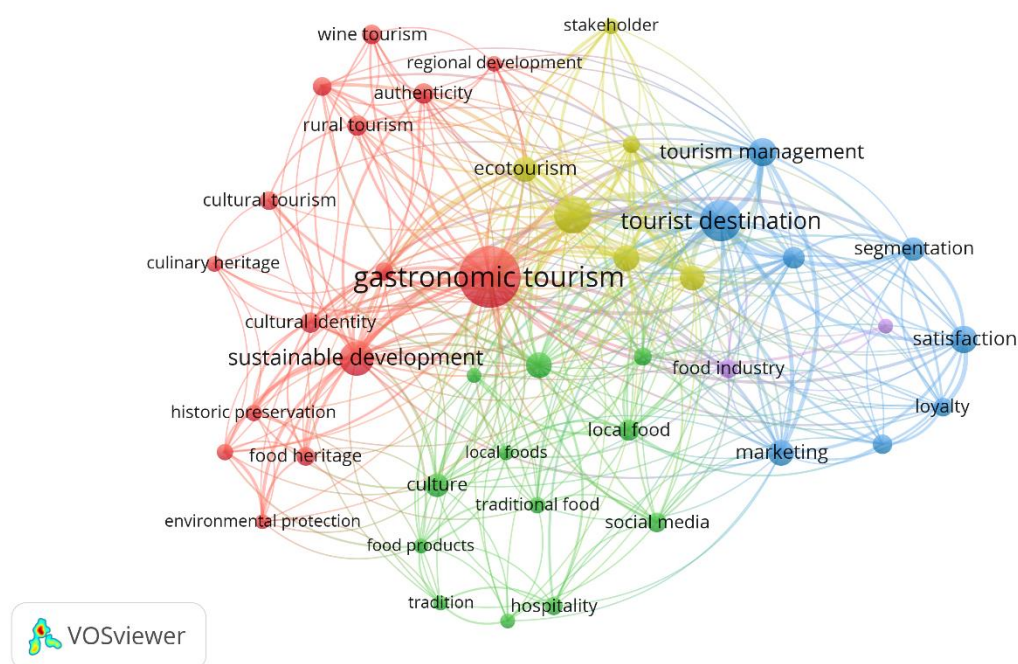 stakeholder
wine tourism
regional development
authenticity
rural tourism
tourism management
ecotourism
cultural tourism
tourist destination
segmentation
culinary heritage
gastronomic tourism
cultural identity
satisfaction
sustainable development
food industry
loyalty
historic preservation
local food
local foods
marketing
food heritage
culture
traditional food
environmental protection
social media
food products
tradition
hospitality
VOSviewer